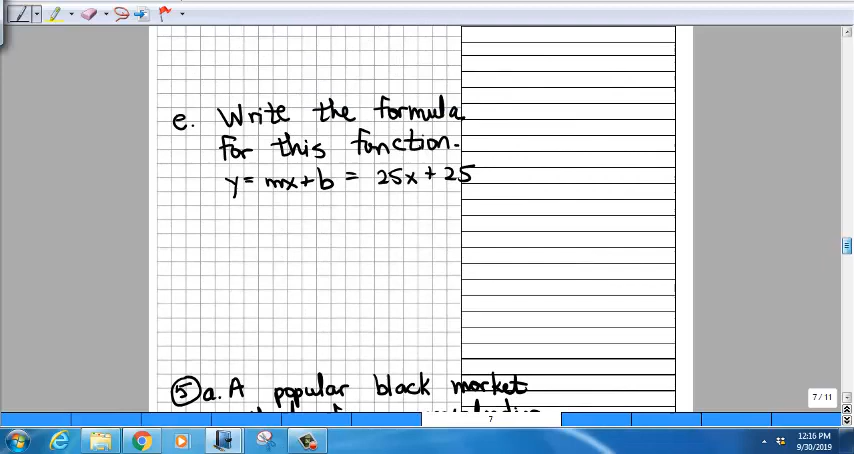 e. Write the formula
for this function.
y = mx + b = 25x + 25
5 a. A popular black market
7 / 11
7
12:16 PM
9/30/2019